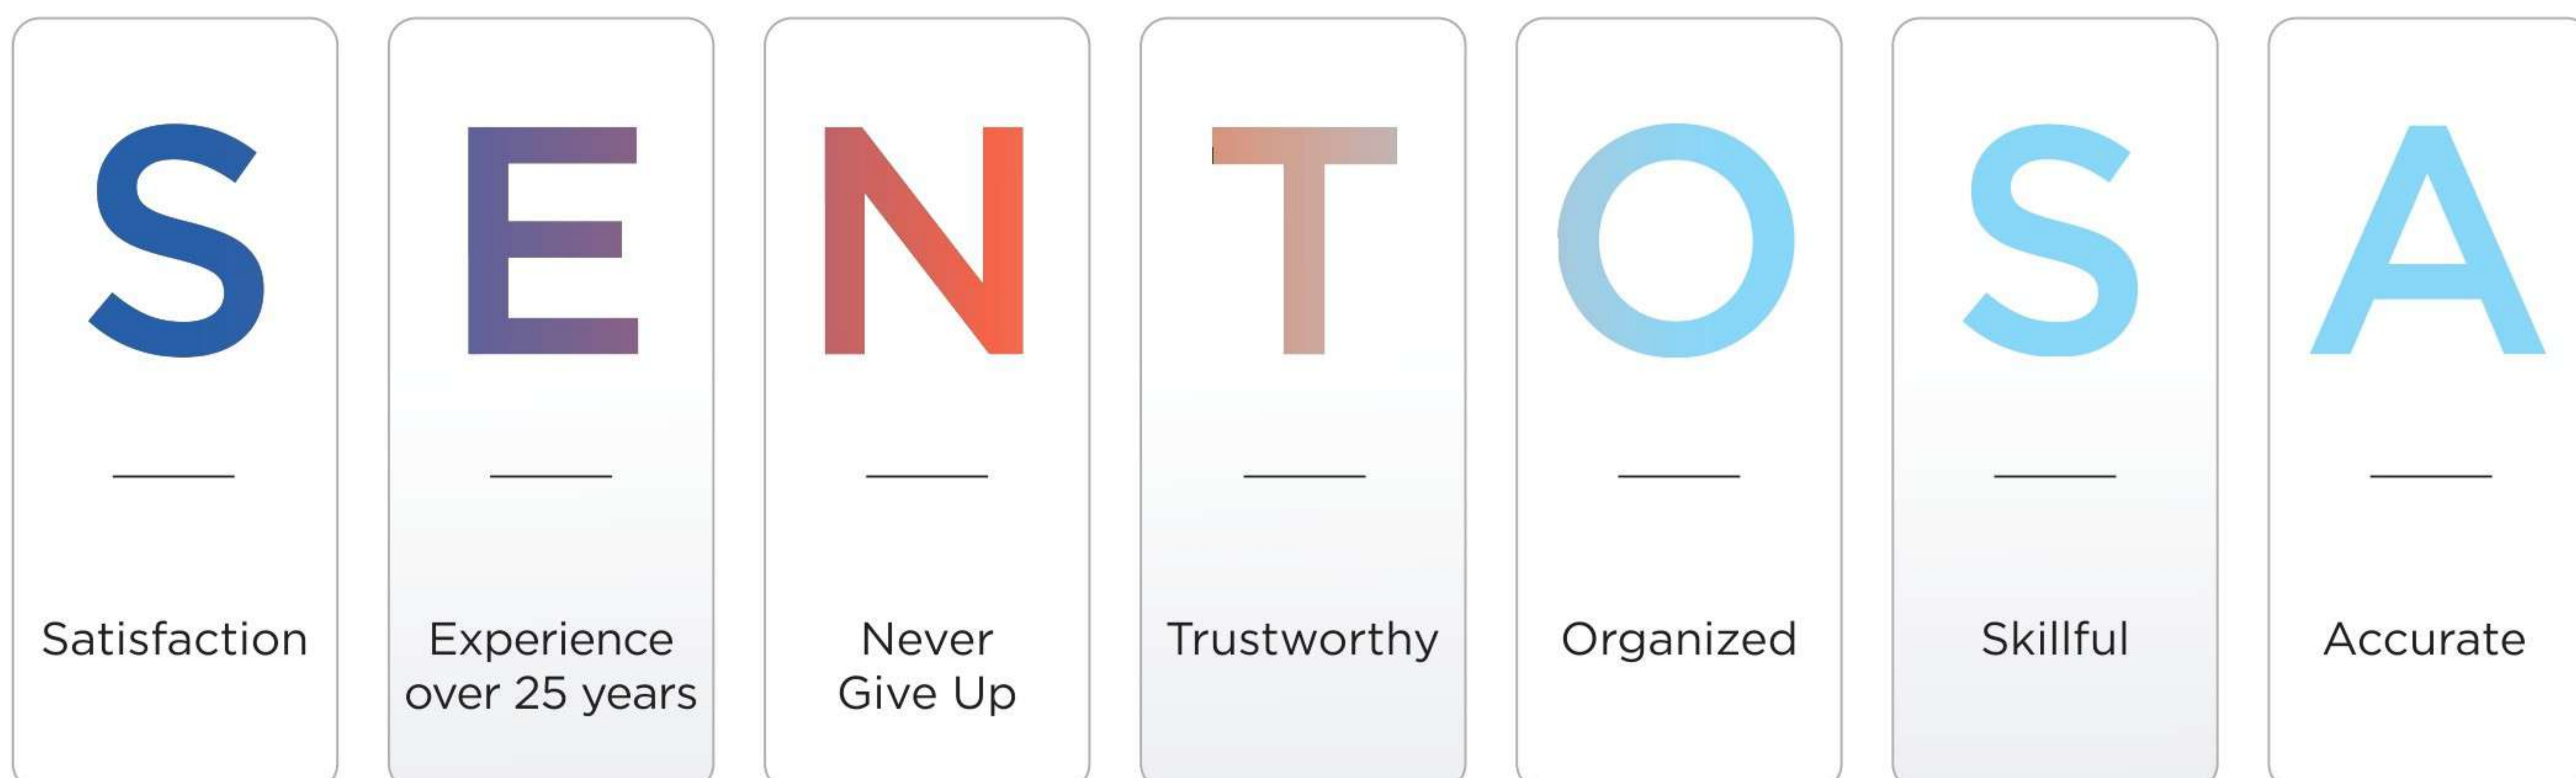 S E N T O S A
Satisfaction
Experience
over 25 years
Never
Give Up
Trustworthy
Organized
Skillful
Accurate